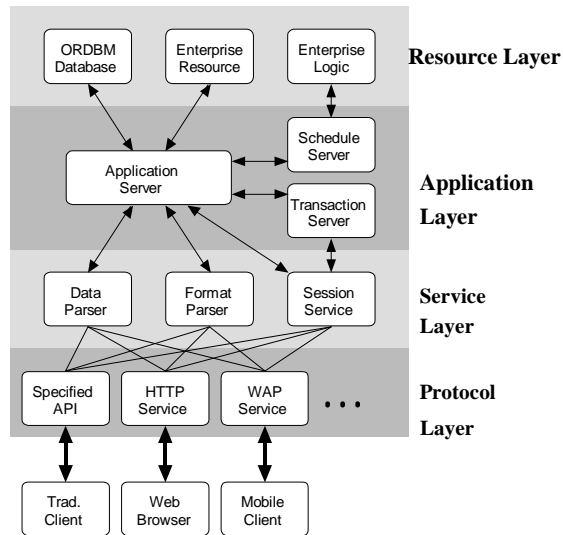 ORDBM
Database
Enterprise
Resource
Enterprise
Logic
Resource Layer
Schedule
Server
Application
Server
Transaction
Server
Application
Layer
Data
Parser
Format
Parser
Session
Service
Service
Layer
Specified
API
HTTP
Service
WAP
Service
• • •
Protocol
Layer
Trad.
Client
Web
Browser
Mobile
Client